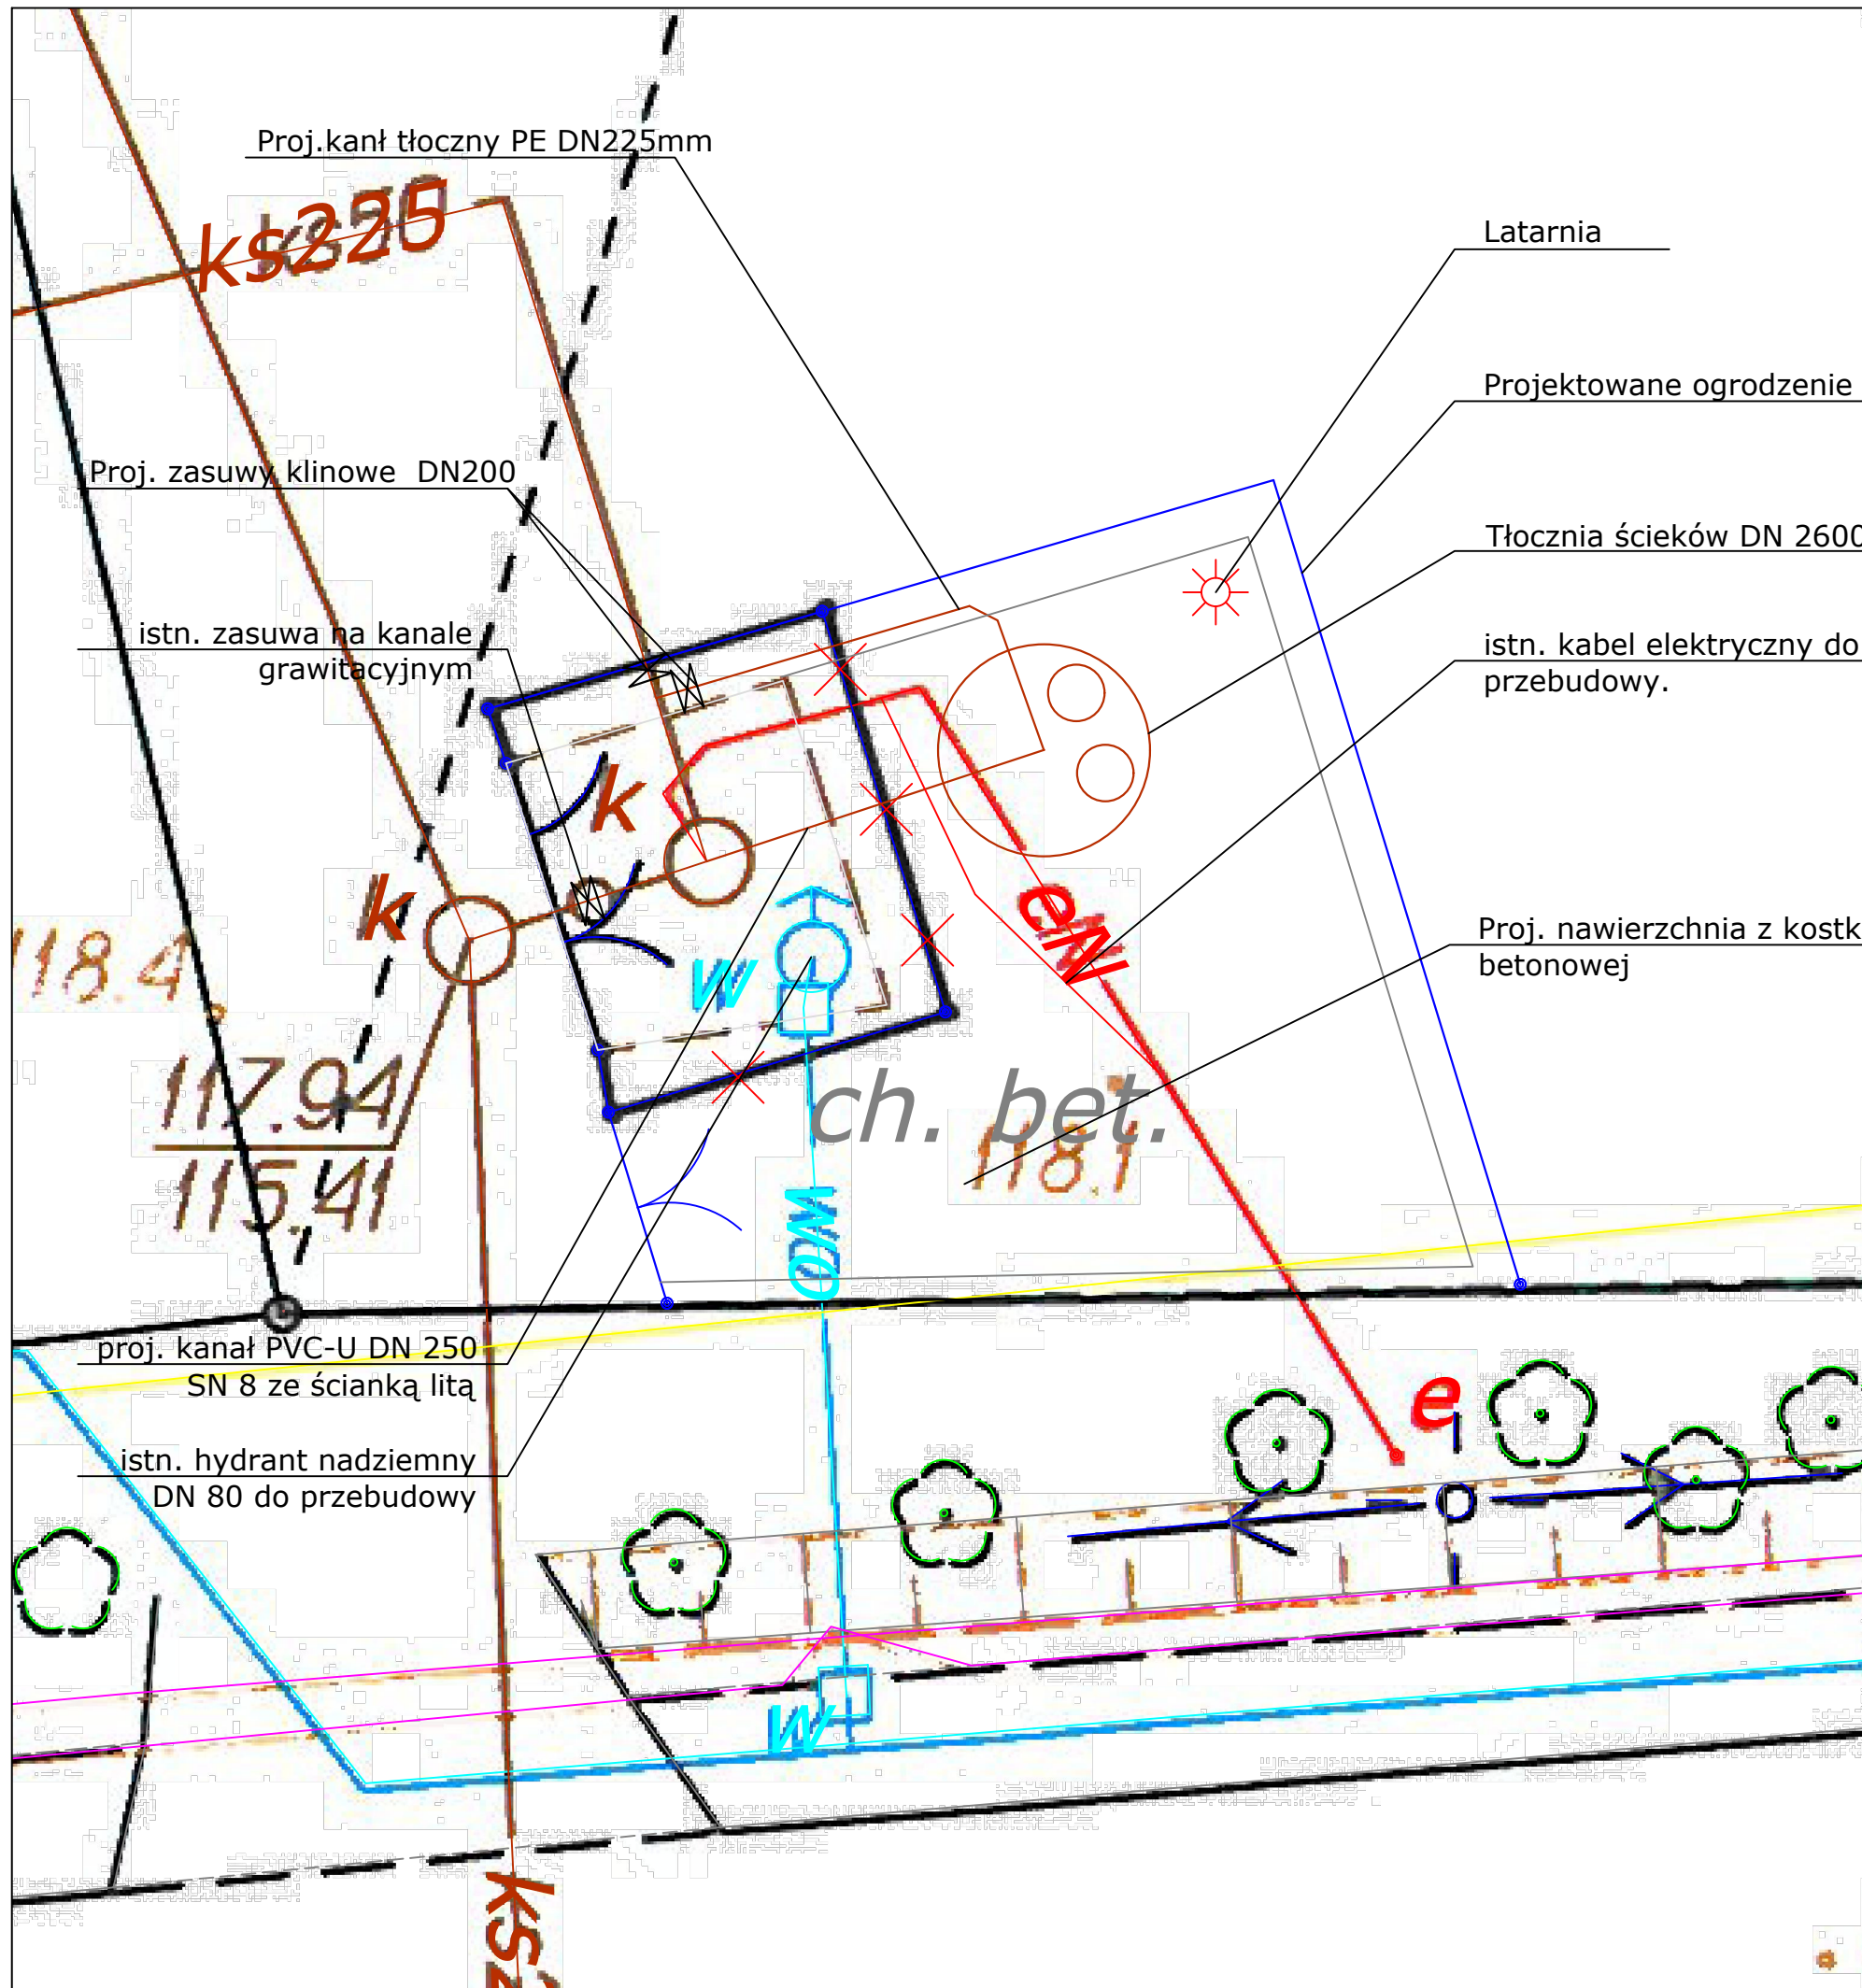 Proj.kanł tłoczny PE DN225mm
ks225
Latarnia
Projektowane ogrodzenie
Proj. zasuwy klinowe DN200
Tłocznia ścieków DN 2600
istn. zasuwa na kanale
grawitacyjnym
istn. kabel elektryczny do
przebudowy.
k
k
eN
118.4
w
Proj. nawierzchnia z kostk
betonowej
117.94
115.41
ch. bet.
118.1
wo
proj. kanał PVC-U DN 250
SN 8 ze ścianką litą
e
istn. hydrant nadziemny
DN 80 do przebudowy
w
ks2